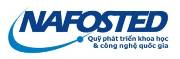 NAFOSTED
Quỹ phát triển khoa học
& công nghệ quốc gia